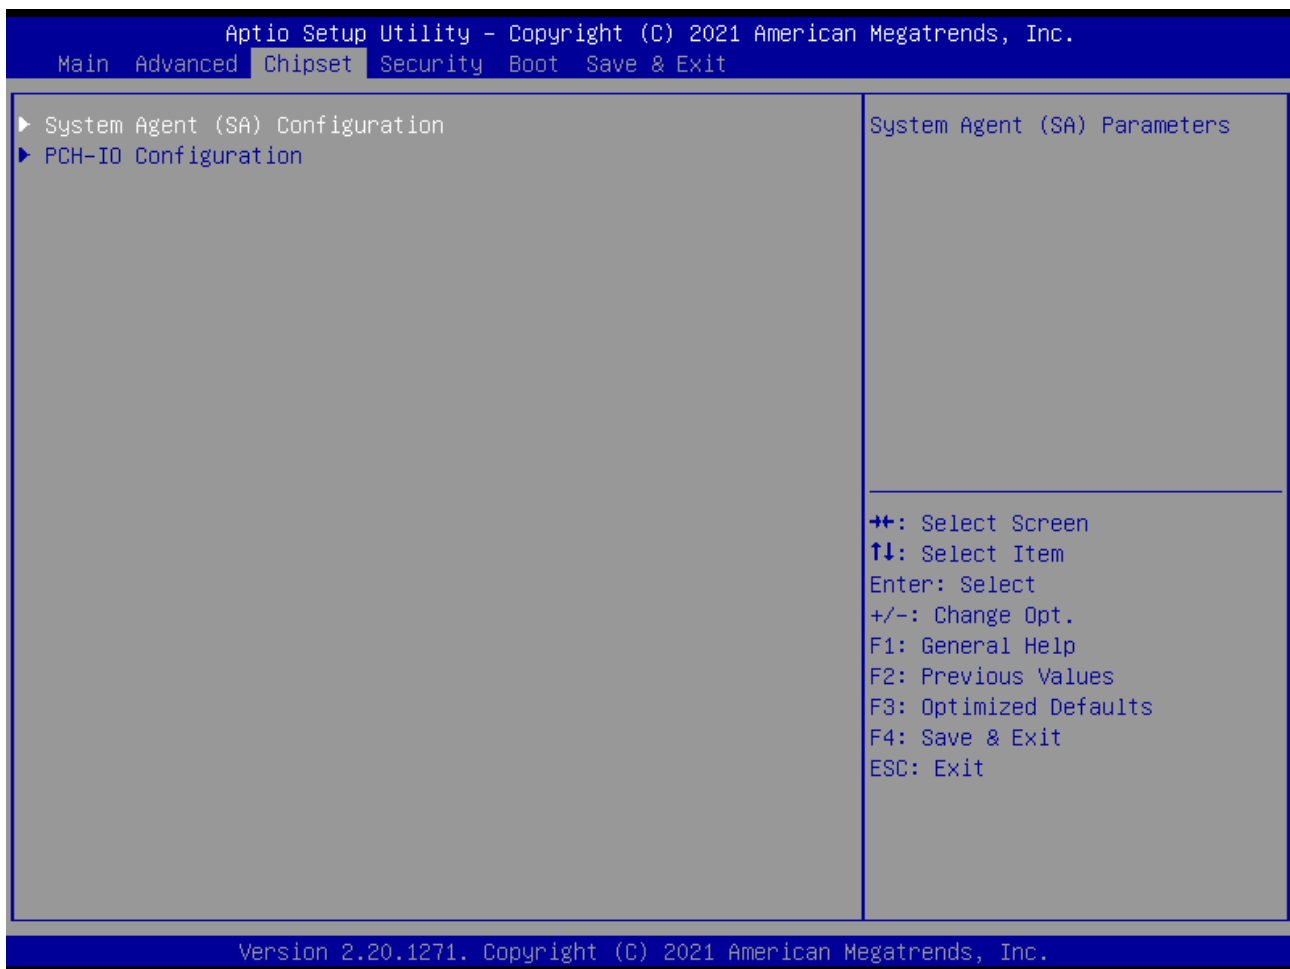 Aptio Setup Utility – Copyright (C) 2021 American Megatrends, Inc.
Main Advanced Chipset Security Boot Save & Exit
► System Agent (SA) Configuration
► PCH-IO Configuration
System Agent (SA) Parameters
→←: Select Screen
↑↓: Select Item
Enter: Select
+/-: Change Opt.
F1: General Help
F2: Previous Values
F3: Optimized Defaults
F4: Save & Exit
ESC: Exit
Version 2.20.1271. Copyright (C) 2021 American Megatrends, Inc.